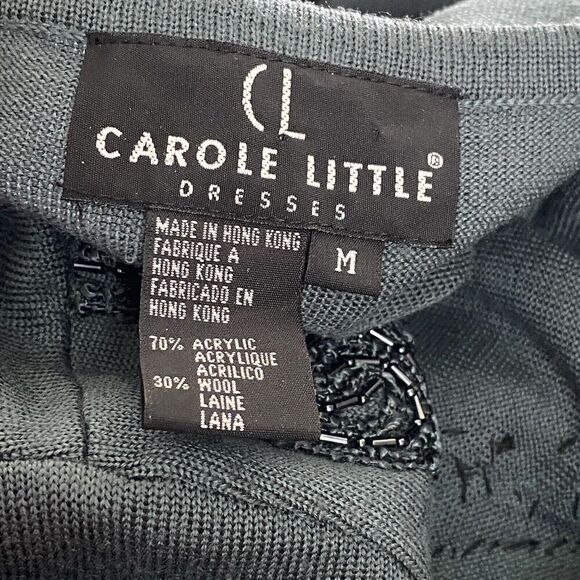 CL
CAROLE LITTLE®
DRESSES
MADE IN HONG KONG
FABRIQUE A
HONG KONG
FABRICADO EN
HONG KONG
70% ACRYLIC
ACRYLIQUE
ACRILICO
30% WOOL
LAINE
LANA
M